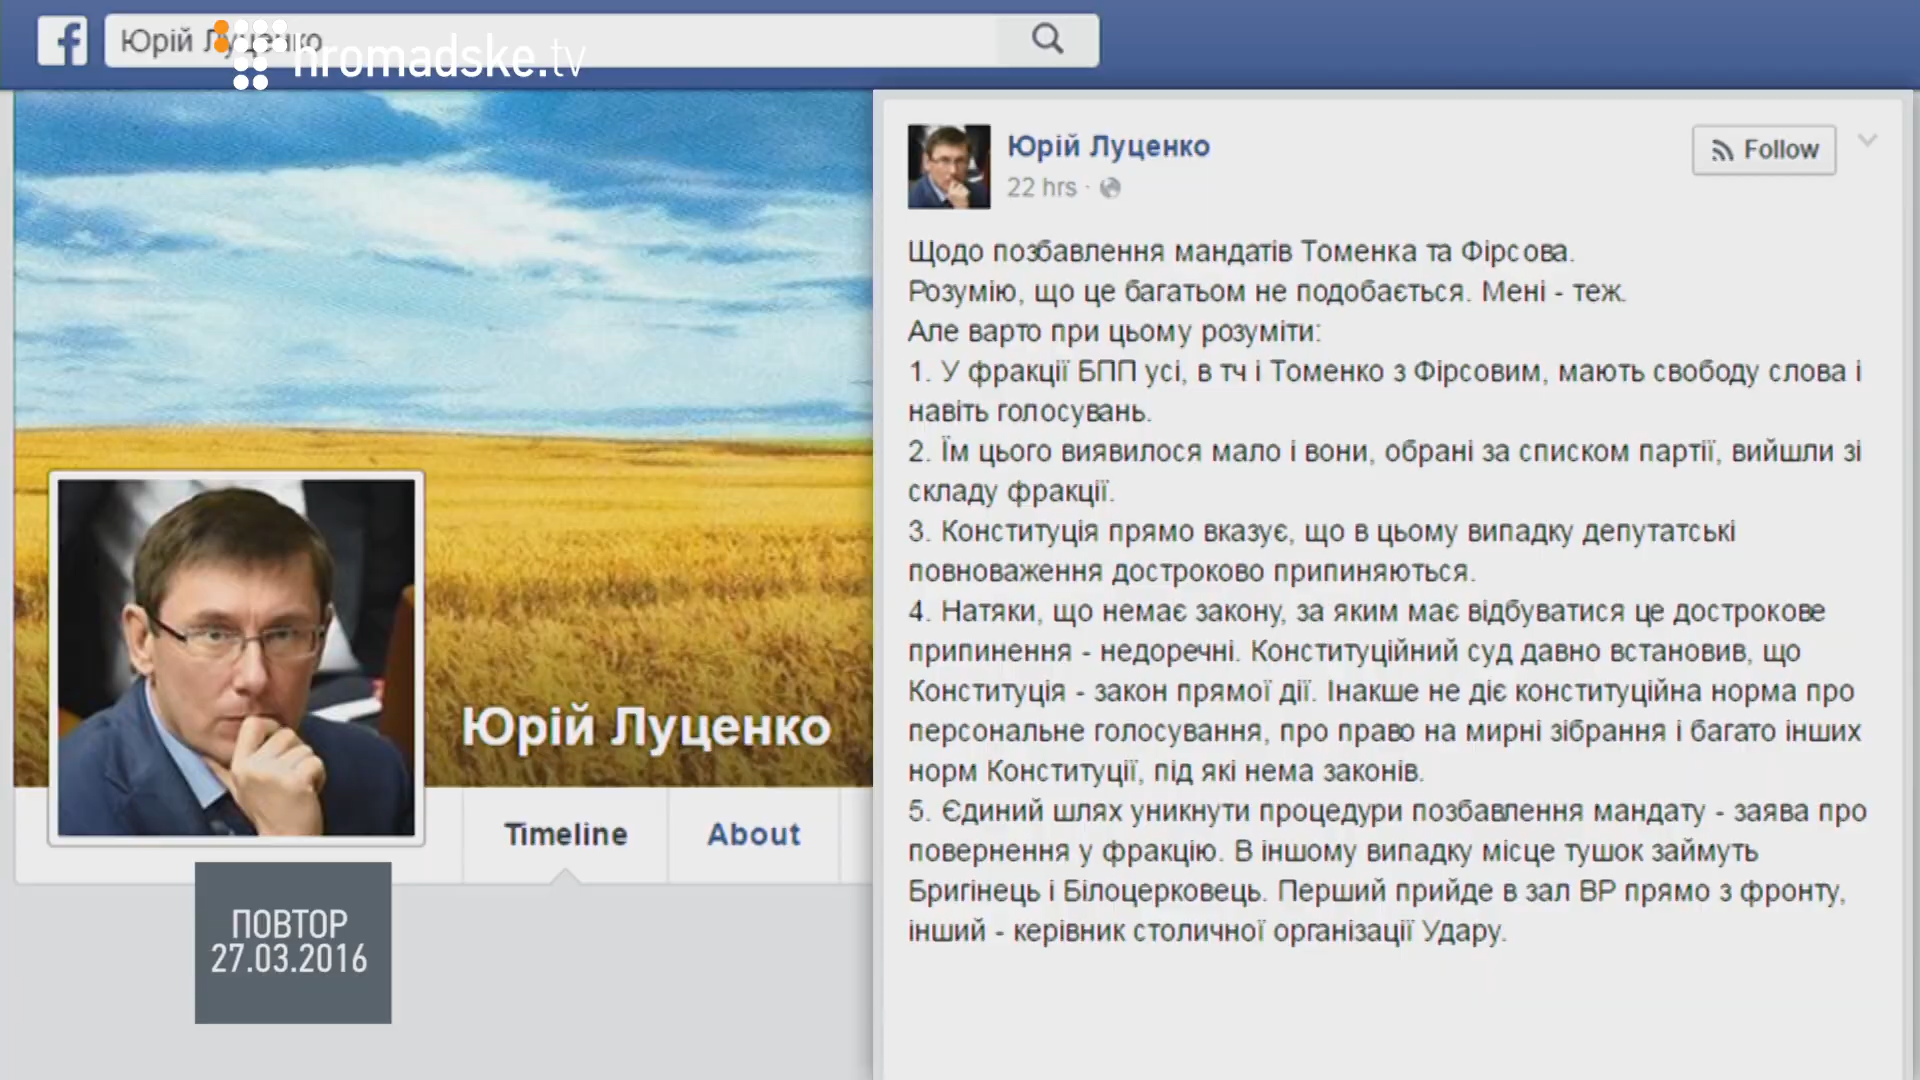 Юрій Луценко
hromadske.tv
Юрій Луценко
22 hrs ·
Follow
Щодо позбавлення мандатів Томенка та Фірсова.
Розумію, що це багатьом не подобається. Мені - теж.
Але варто при цьому розуміти:
1. У фракції БПП усі, в тч і Томенко з Фірсовим, мають свободу слова і
навіть голосувань.
2. Їм цього виявилося мало і вони, обрані за списком партії, вийшли зі
складу фракції.
3. Конституція прямо вказує, що в цьому випадку депутатські
повноваження достроково припиняються.
4. Натяки, що немає закону, за яким має відбуватися це дострокове
припинення - недоречні. Конституційний суд давно встановив, що
Конституція - закон прямої дії. Інакше не діє конституційна норма про
персональне голосування, про право на мирні зібрання і багато інших
норм Конституції, під які нема законів.
5. Єдиний шлях уникнути процедури позбавлення мандату - заява про
повернення у фракцію. В іншому випадку місце тушок займуть
Бригінець і Білоцерковець. Перший прийде в зал ВР прямо з фронту,
інший - керівник столичної організації Удару.
Юрій Луценко
Timeline
About
ПОВТОР
27.03.2016